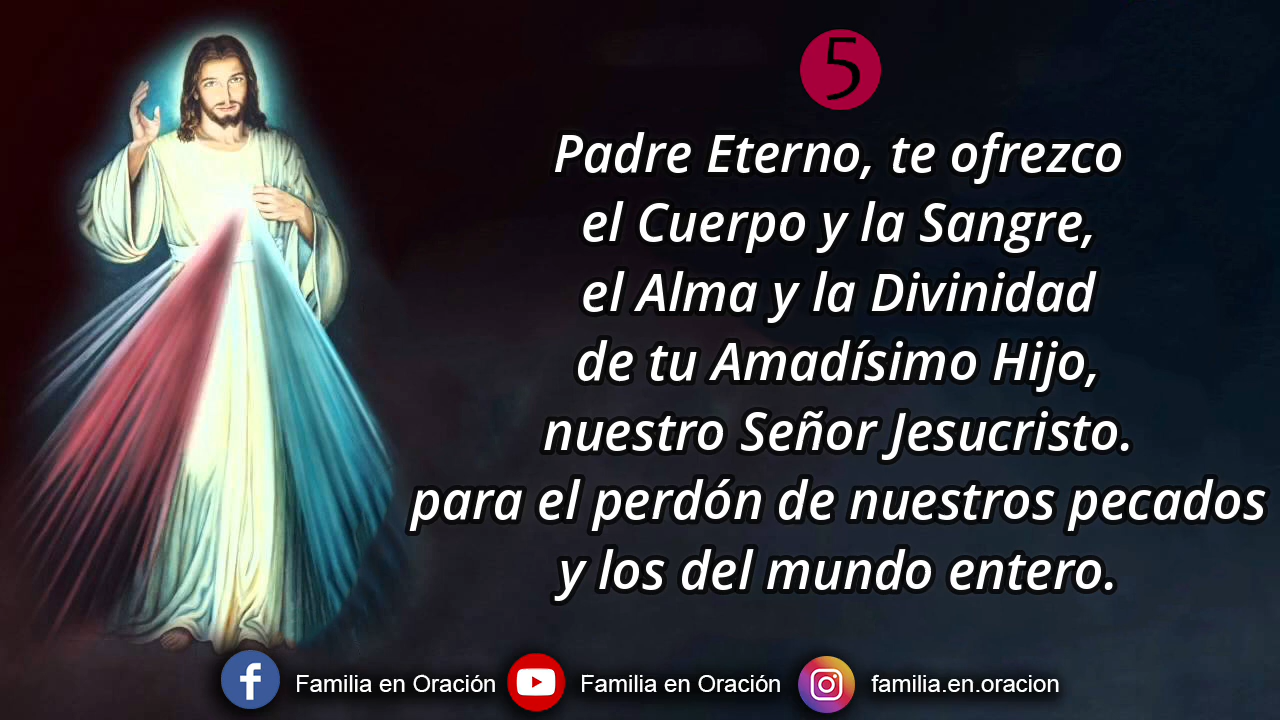 5
Padre Eterno, te ofrezco
el Cuerpo y la Sangre,
el Alma y la Divinidad
de tu Amadísimo Hijo,
nuestro Señor Jesucristo.
para el perdón de nuestros pecados
y los del mundo entero.
Familia en Oración Familia en Oración familia.en.oracion